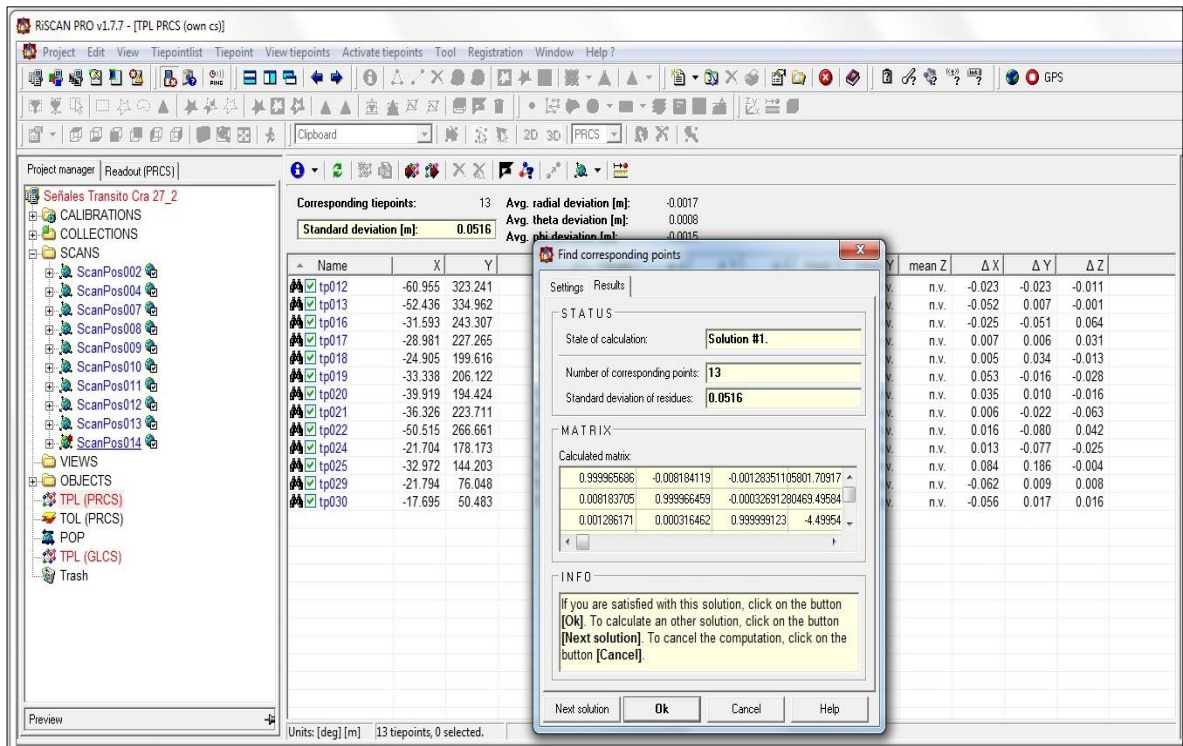 RiSCAN PRO v1.7.7 - [TPL PRCS (own cs)]
Project Edit View Tiepointlist Tiepoint View tiepoints Activate tiepoints Tool Registration Window Help ?
PING GPS
Clipboard 2D 3D PRCS
Project manager Readout (PRCS)
Señales Transito Cra 27_2
CALIBRATIONS
COLLECTIONS
SCANS
ScanPos002
ScanPos004
ScanPos007
ScanPos008
ScanPos009
ScanPos010
ScanPos011
ScanPos012
ScanPos013
ScanPos014
VIEWS
OBJECTS
TPL (PRCS)
TOL (PRCS)
POP
TPL (GLCS)
Trash
Preview
Corresponding tiepoints: 13 Avg. radial deviation [m]: -0.0017
Avg. theta deviation [m]: 0.0008
Standard deviation [m]: 0.0516
Avg. phi deviation [m]: -0.0015
Name X Y Y mean Z Δ X Δ Y Δ Z
tp012 -60.955 323.241 n.v. -0.023 -0.023 -0.011
tp013 -52.436 334.962 n.v. -0.052 0.007 -0.001
tp016 -31.593 243.307 n.v. -0.025 -0.051 0.064
tp017 -28.981 227.265 n.v. 0.007 0.006 0.031
tp018 -24.905 199.616 n.v. 0.005 0.034 -0.013
tp019 -33.338 206.122 n.v. 0.053 -0.016 -0.028
tp020 -39.919 194.424 n.v. 0.035 0.010 -0.016
tp021 -36.326 223.711 n.v. 0.006 -0.022 -0.063
tp022 -50.515 266.661 n.v. 0.016 -0.080 0.042
tp024 -21.704 178.173 n.v. 0.013 -0.077 -0.025
tp025 -32.972 144.203 n.v. 0.084 0.186 -0.004
tp029 -21.794 76.048 n.v. -0.062 0.009 0.008
tp030 -17.695 50.483 n.v. -0.056 0.017 0.016
Find corresponding points
Settings Results
STATUS
State of calculation: Solution #1.
Number of corresponding points: 13
Standard deviation of residues: 0.0516
MATRIX
Calculated matrix:
0.999965686 -0.008184119 -0.00128351105801.70917
0.008183705 0.999966459 -0.00032691280469.49584
0.001286171 0.000316462 0.999999123 -4.49954
INFO
If you are satisfied with this solution, click on the button
[Ok]. To calculate an other solution, click on the button
[Next solution]. To cancel the computation, click on the
button [Cancel].
Next solution Ok Cancel Help
Units: [deg] [m] 13 tiepoints, 0 selected.